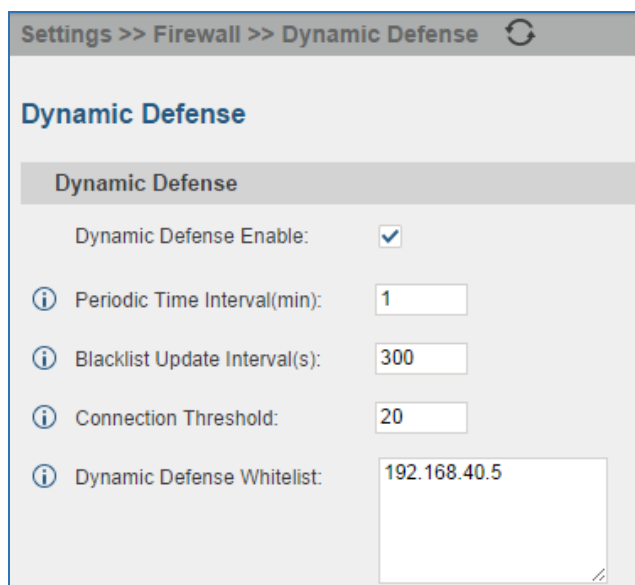 Settings >> Firewall >> Dynamic Defense
Dynamic Defense
Dynamic Defense
Dynamic Defense Enable:
Periodic Time Interval(min): 1
Blacklist Update Interval(s): 300
Connection Threshold: 20
Dynamic Defense Whitelist: 192.168.40.5